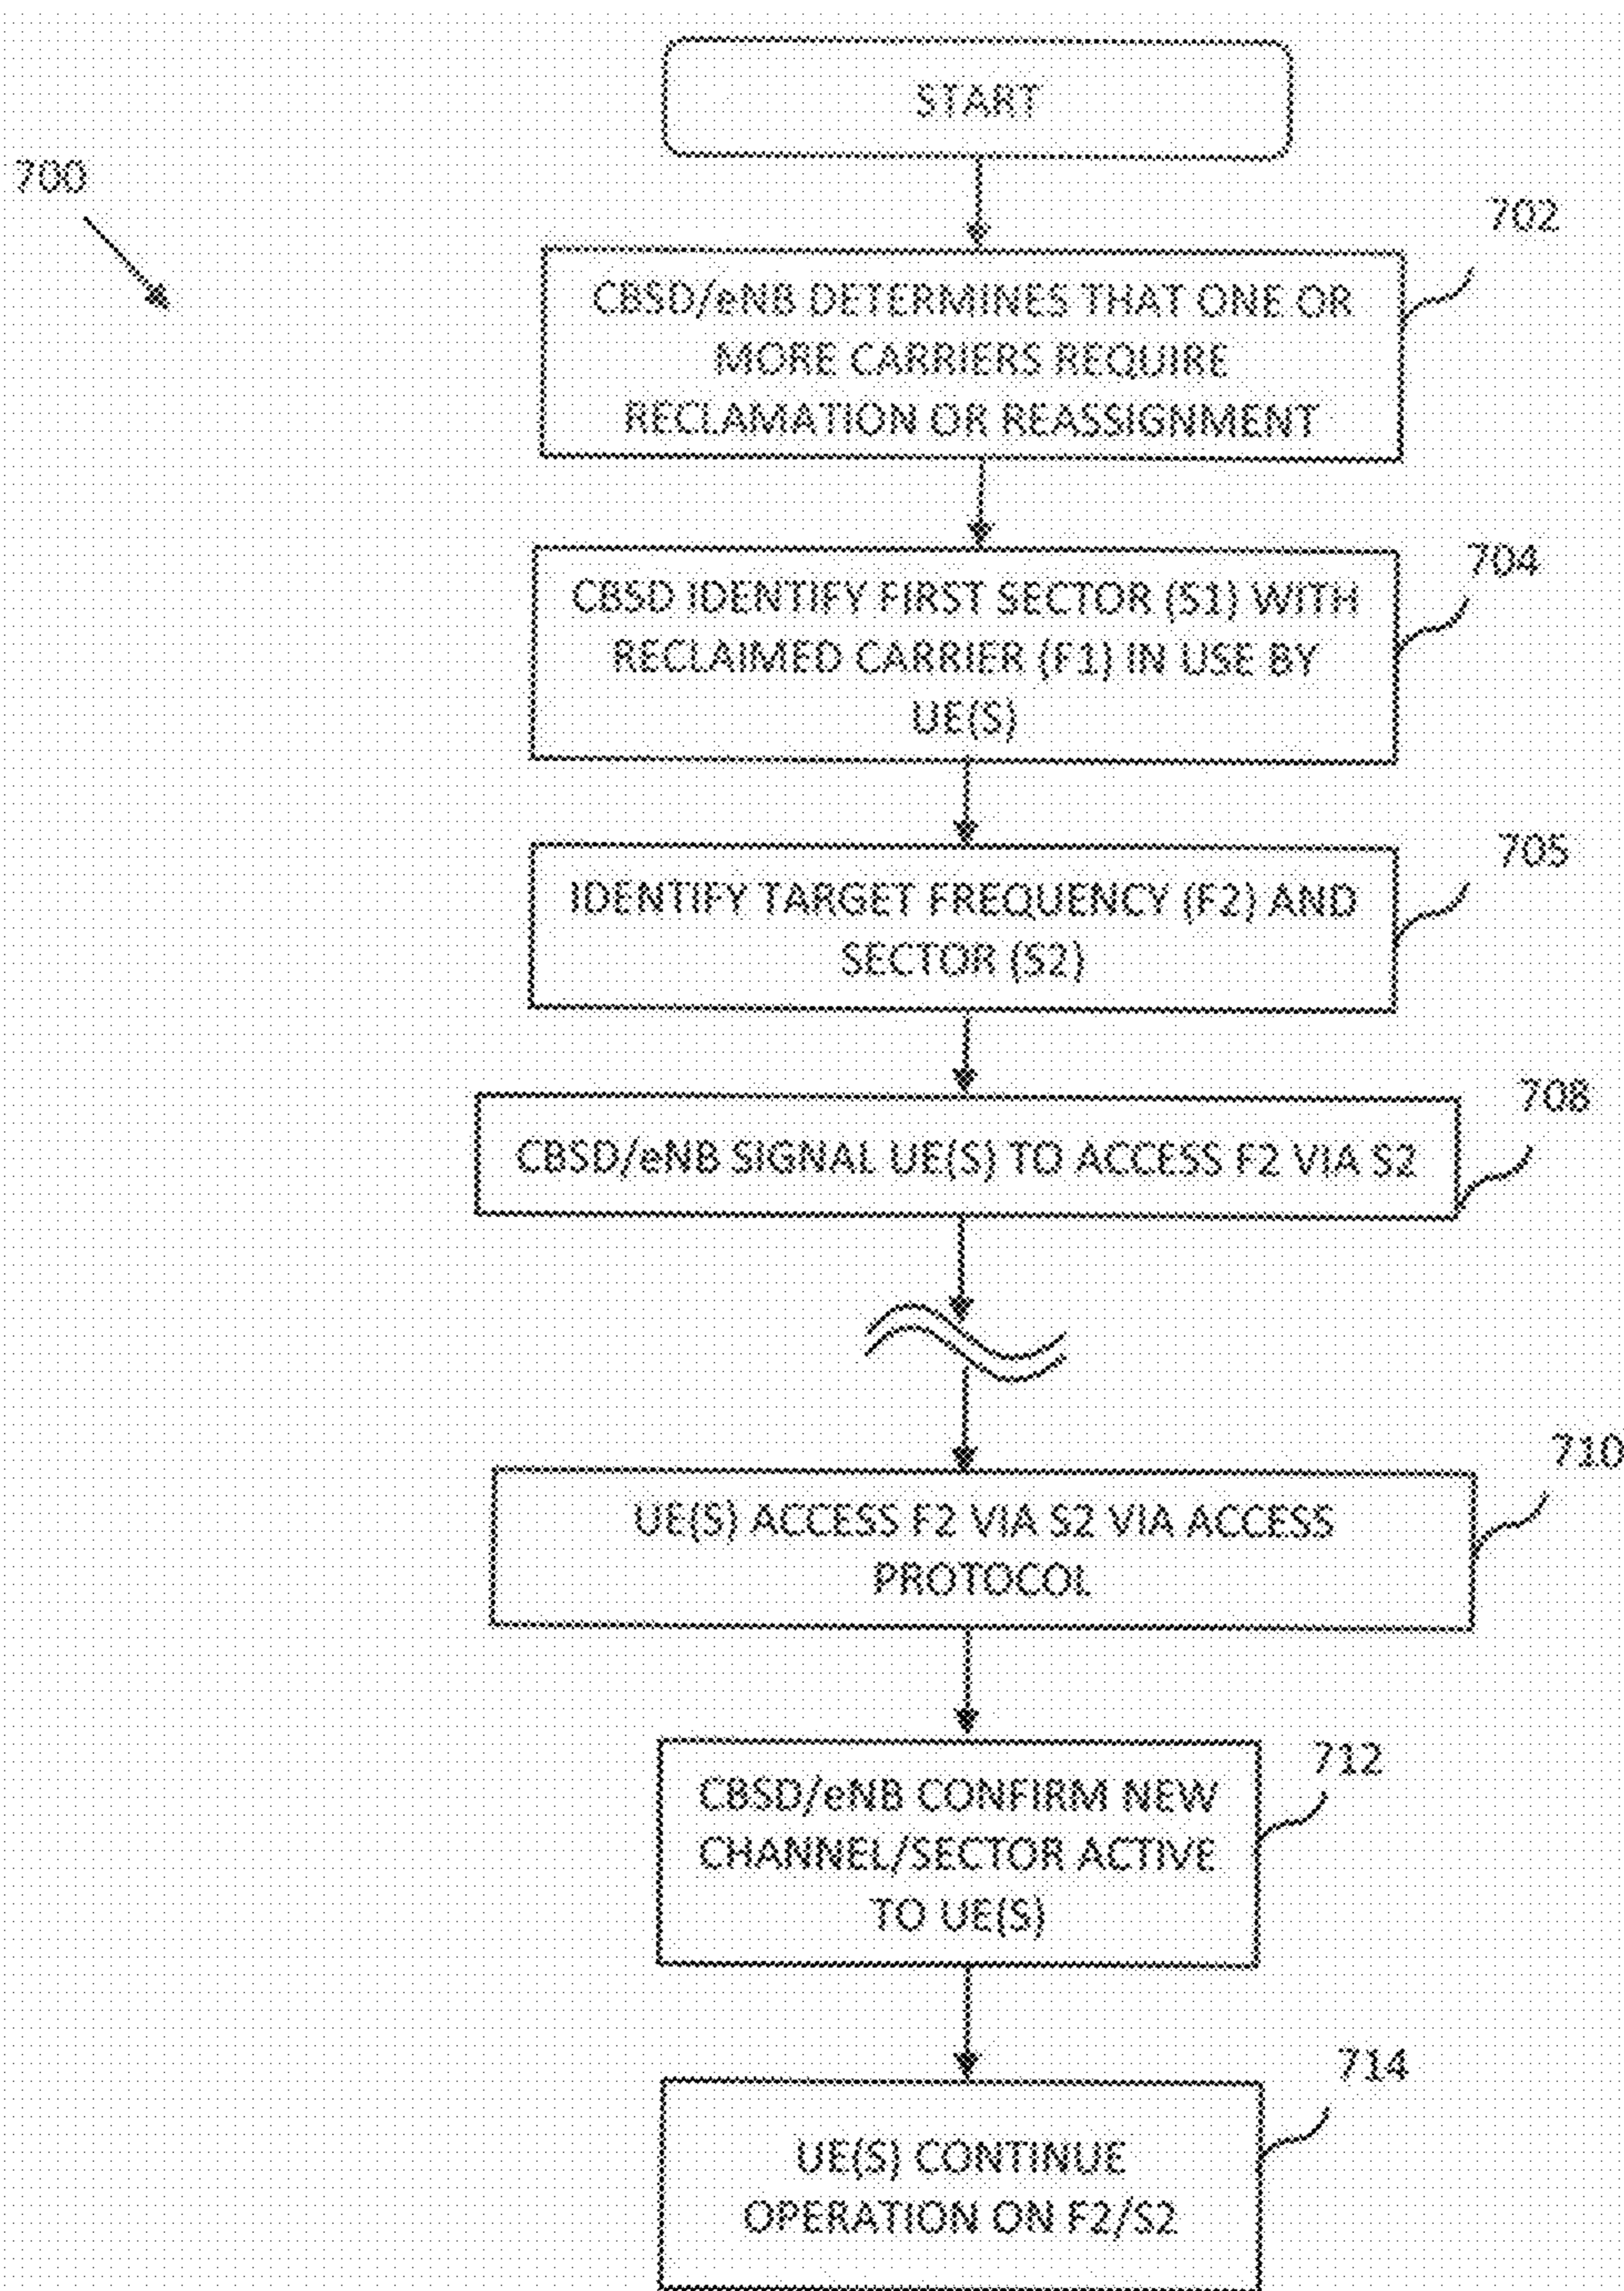 START
700
702
CBSD/eNB DETERMINES THAT ONE OR
MORE CARRIERS REQUIRE
RECLAMATION OR REASSIGNMENT
704
CBSD IDENTIFY FIRST SECTOR (S1) WITH
RECLAIMED CARRIER (F1) IN USE BY
UE(S)
705
IDENTIFY TARGET FREQUENCY (F2) AND
SECTOR (S2)
708
CBSD/eNB SIGNAL UE(S) TO ACCESS F2 VIA S2
710
UE(S) ACCESS F2 VIA S2 VIA ACCESS
PROTOCOL
712
CBSD/eNB CONFIRM NEW
CHANNEL/SECTOR ACTIVE
TO UE(S)
714
UE(S) CONTINUE
OPERATION ON F2/S2